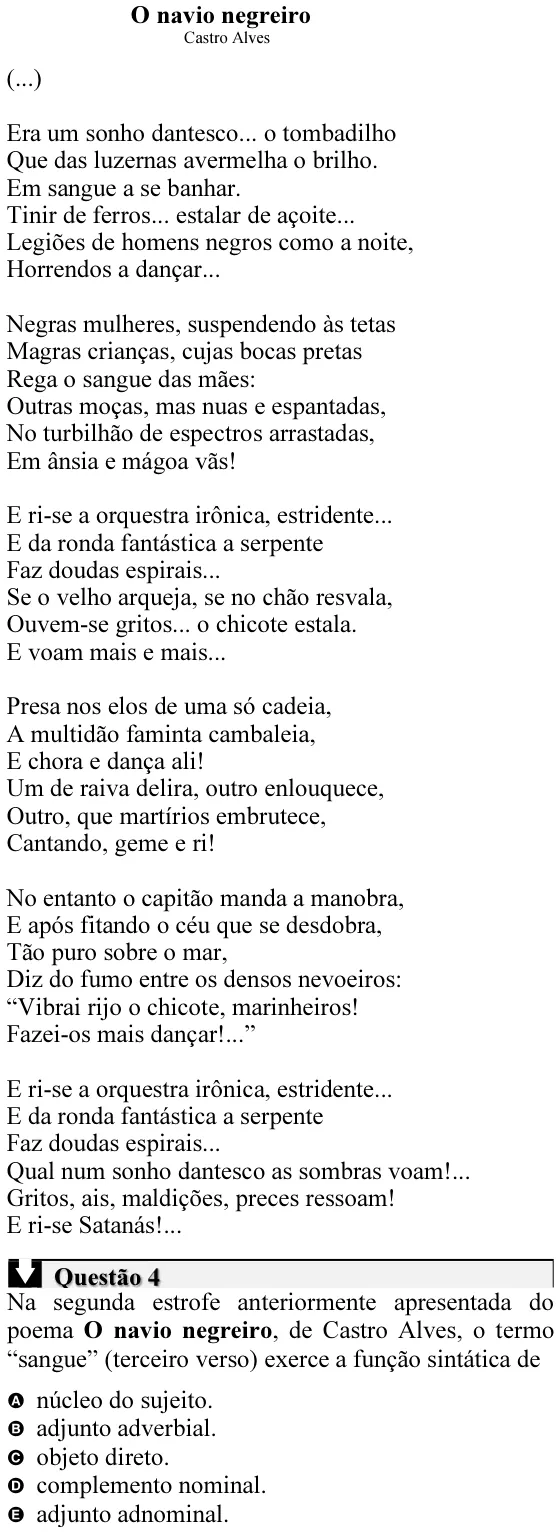 O navio negreiro
Castro Alves
(...)
Era um sonho dantesco... o tombadilho
Que das luzernas avermelha o brilho.
Em sangue a se banhar.
Tinir de ferros... estalar de açoite...
Legiões de homens negros como a noite,
Horrendos a dançar...
Negras mulheres, suspendendo às tetas
Magras crianças, cujas bocas pretas
Rega o sangue das mães:
Outras moças, mas nuas e espantadas,
No turbilhão de espectros arrastadas,
Em ânsia e mágoa vãs!
E ri-se a orquestra irônica, estridente...
E da ronda fantástica a serpente
Faz doudas espirais...
Se o velho arqueja, se no chão resvala,
Ouvem-se gritos... o chicote estala.
E voam mais e mais...
Presa nos elos de uma só cadeia,
A multidão faminta cambaleia,
E chora e dança ali!
Um de raiva delira, outro enlouquece,
Outro, que martírios embrutece,
Cantando, geme e ri!
No entanto o capitão manda a manobra,
E após fitando o céu que se desdobra,
Tão puro sobre o mar,
Diz do fumo entre os densos nevoeiros:
“Vibrai rijo o chicote, marinheiros!
Fazei-os mais dançar!...”
E ri-se a orquestra irônica, estridente...
E da ronda fantástica a serpente
Faz doudas espirais...
Qual num sonho dantesco as sombras voam!...
Gritos, ais, maldições, preces ressoam!
E ri-se Satanás!...
Questão 4
Na segunda estrofe anteriormente apresentada do
poema O navio negreiro, de Castro Alves, o termo
“sangue” (terceiro verso) exerce a função sintática de
A núcleo do sujeito.
B adjunto adverbial.
C objeto direto.
D complemento nominal.
E adjunto adnominal.